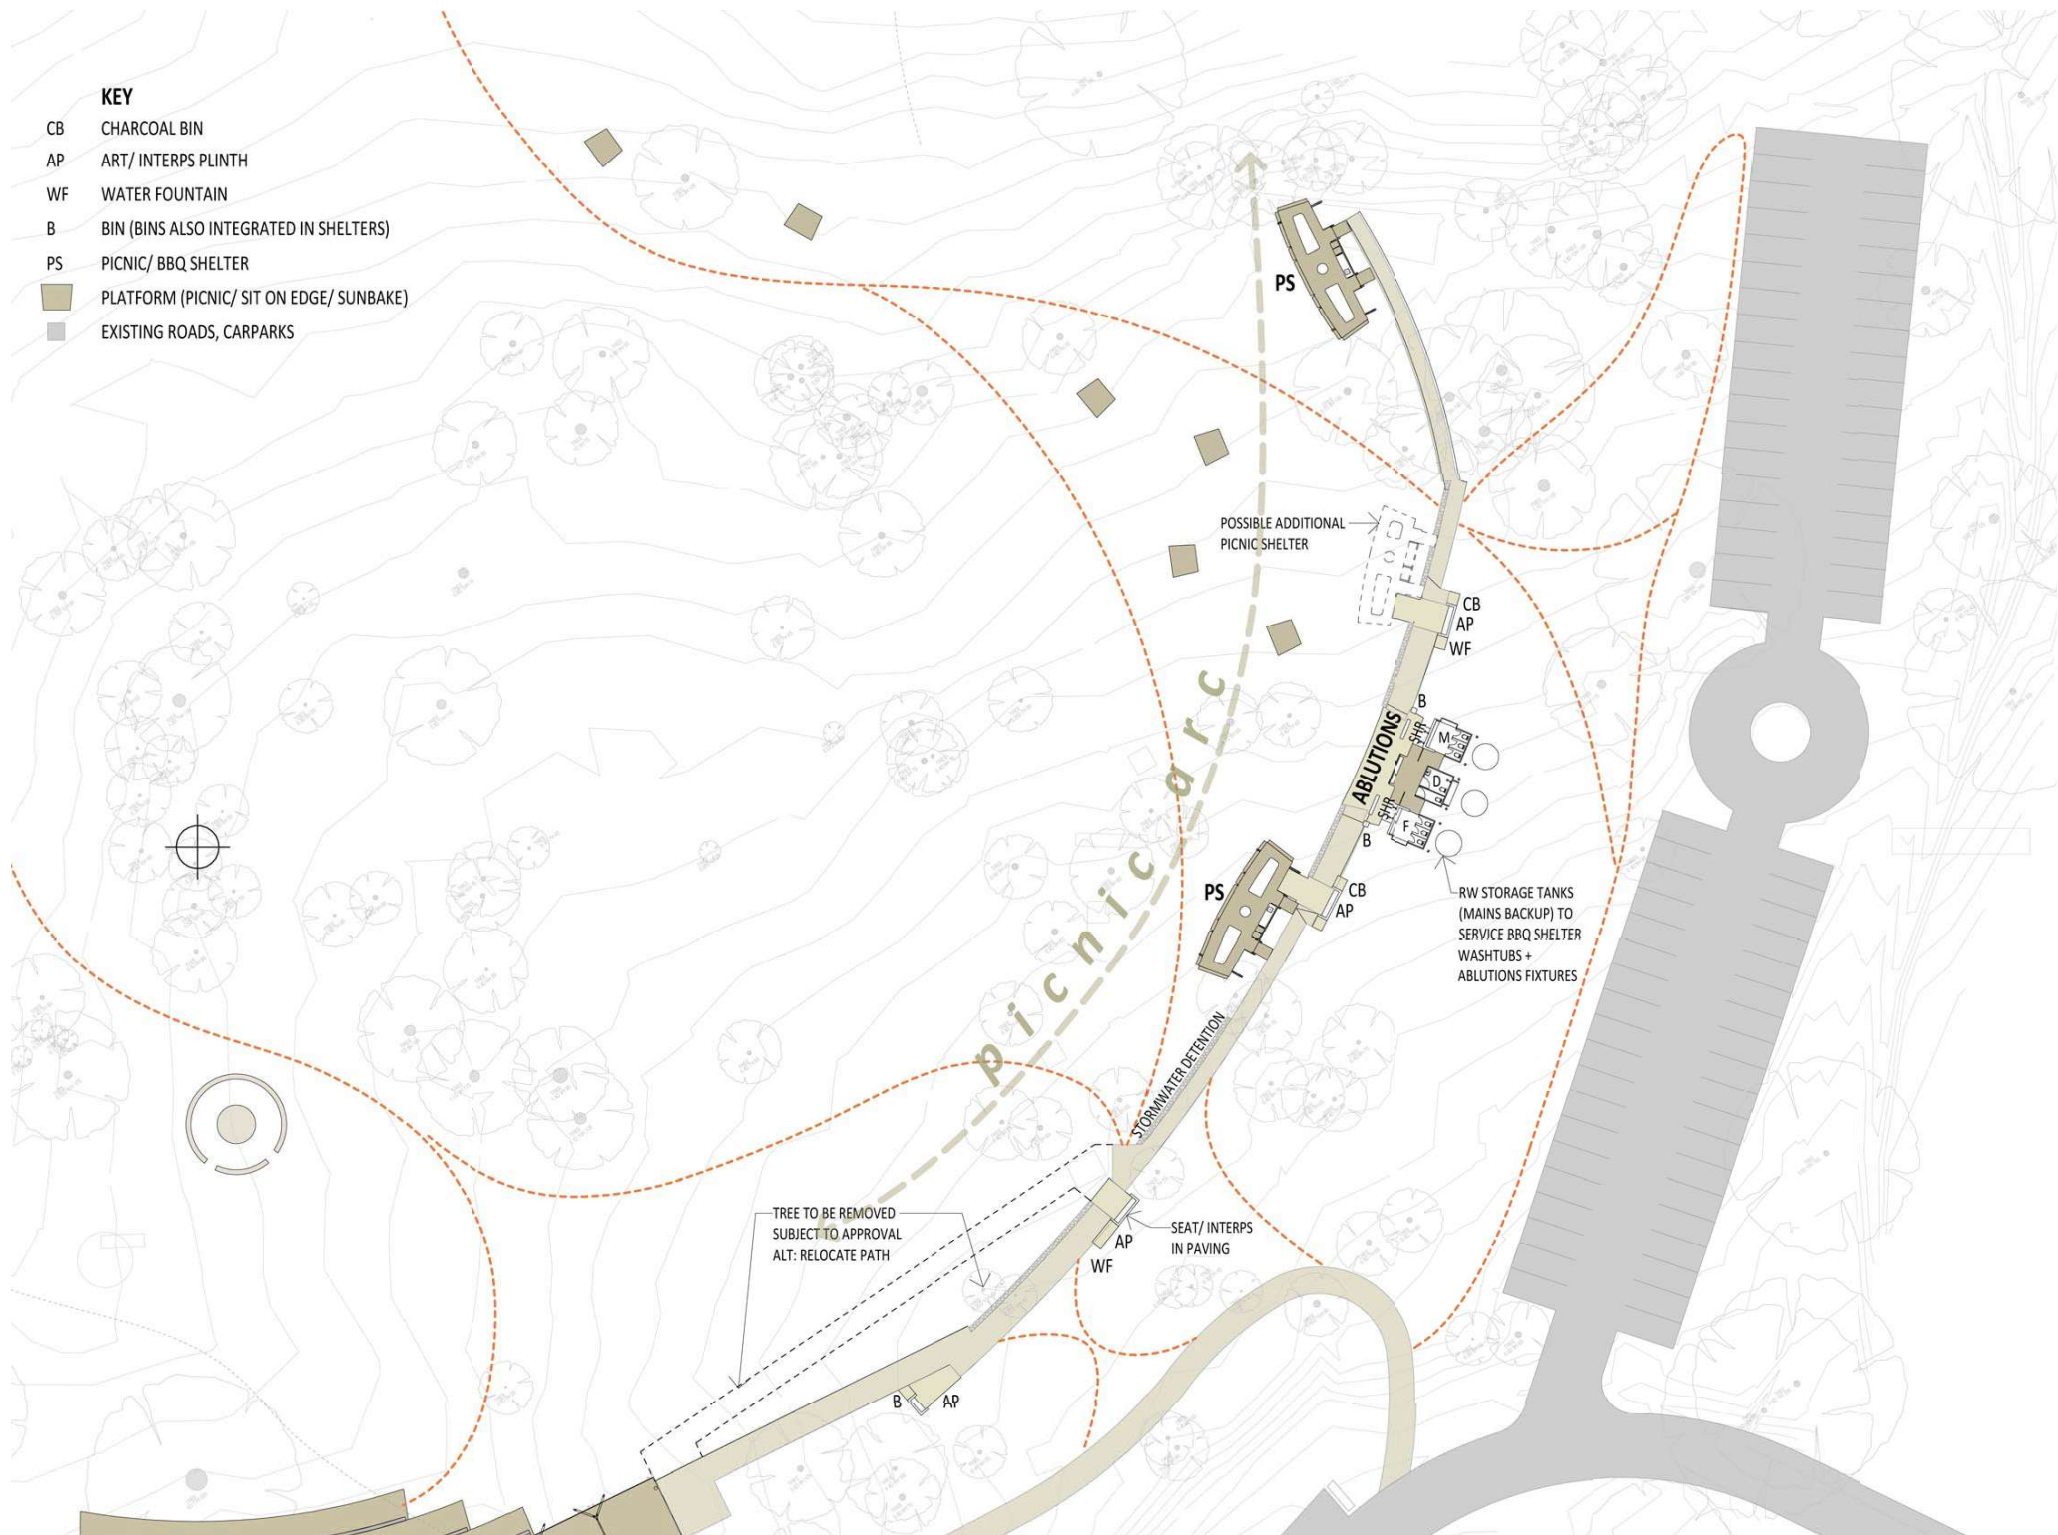 KEY
CB CHARCOAL BIN
AP ART/ INTERPS PLINTH
WF WATER FOUNTAIN
B BIN (BINS ALSO INTEGRATED IN SHELTERS)
PS PICNIC/ BBQ SHELTER
PLATFORM (PICNIC/ SIT ON EDGE/ SUNBAKE)
EXISTING ROADS, CARPARKS
PS
POSSIBLE ADDITIONAL
PICNIC SHELTER
CB
AP
WF
B
ABLUTIONS
SHR
M
D
SHR
F
B
picnic arc
PS
CB
AP
RW STORAGE TANKS
(MAINS BACKUP) TO
SERVICE BBQ SHELTER
WASHTUBS +
ABLUTIONS FIXTURES
STORMWATER DETENTION
TREE TO BE REMOVED
SUBJECT TO APPROVAL
ALT: RELOCATE PATH
SEAT/ INTERPS
IN PAVING
AP
WF
B
AP